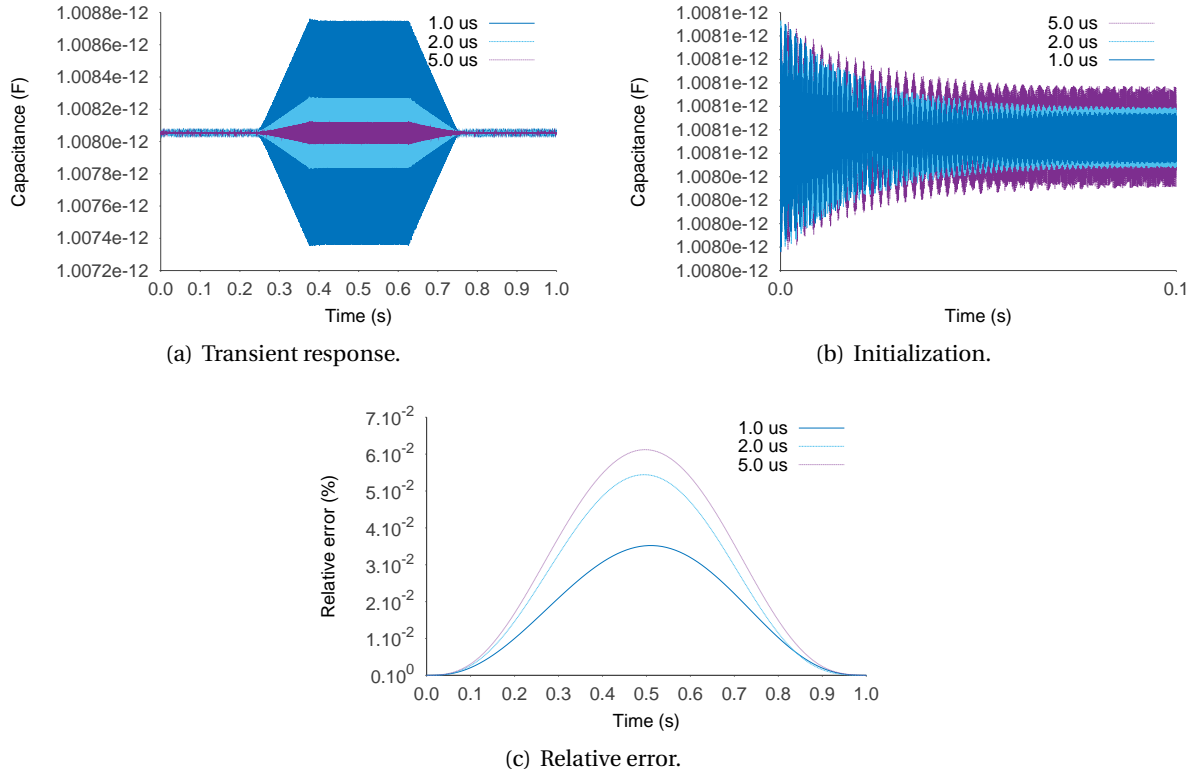 1.0088e-12
1.0086e-12
1.0084e-12
1.0082e-12
1.0080e-12
1.0078e-12
1.0076e-12
1.0074e-12
1.0072e-12
Capacitance (F)
1.0 us
2.0 us
5.0 us
0.0 0.1 0.2 0.3 0.4 0.5 0.6 0.7 0.8 0.9 1.0
Time (s)
(a) Transient response.
1.0081e-12
1.0081e-12
1.0081e-12
1.0081e-12
1.0081e-12
1.0081e-12
1.0081e-12
1.0081e-12
1.0080e-12
1.0080e-12
1.0080e-12
1.0080e-12
Capacitance (F)
5.0 us
2.0 us
1.0 us
0.0 0.1
Time (s)
(b) Initialization.
7.10⁻²
6.10⁻²
5.10⁻²
4.10⁻²
3.10⁻²
2.10⁻²
1.10⁻²
0.10⁰
Relative error (%)
1.0 us
2.0 us
5.0 us
0.0 0.1 0.2 0.3 0.4 0.5 0.6 0.7 0.8 0.9 1.0
Time (s)
(c) Relative error.